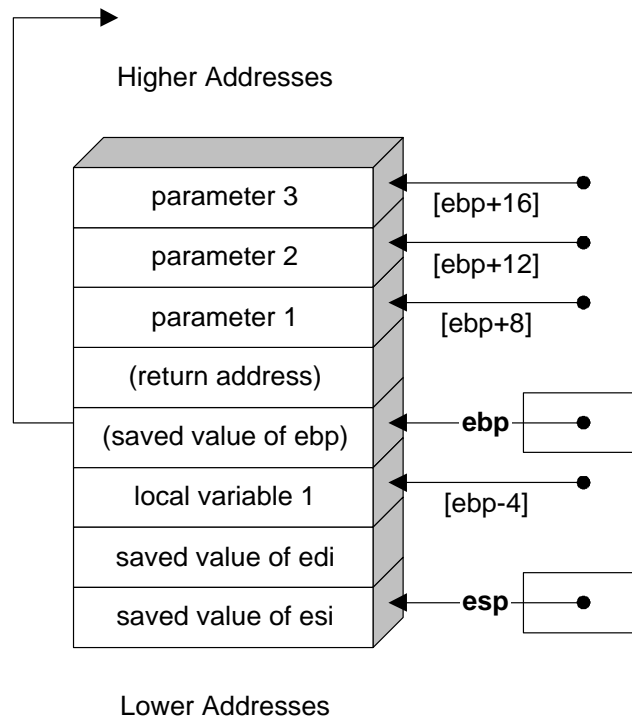 Higher Addresses
parameter 3
[ebp+16]
parameter 2
[ebp+12]
parameter 1
[ebp+8]
(return address)
(saved value of ebp)
ebp
local variable 1
[ebp-4]
saved value of edi
saved value of esi
esp
Lower Addresses